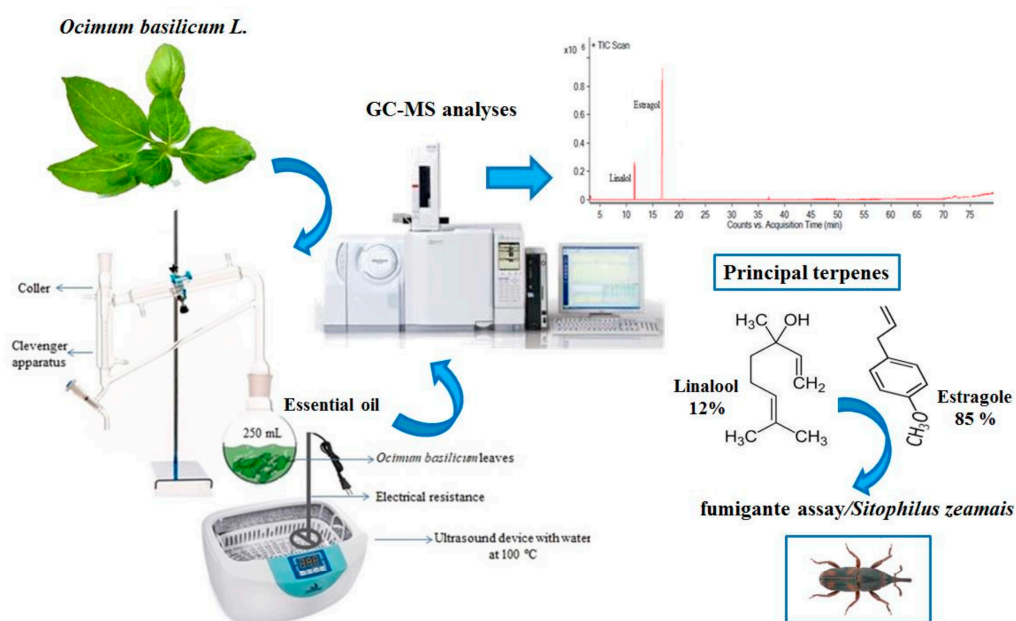 Ocimum basilicum L.
GC-MS analyses
x10 6
+ TIC Scan
0.8
0.6
0.4
0.2
0
Estragol
Linalol
5 10 15 20 25 30 35 40 45 50 55 60 65 70 75
Counts vs. Acquisition Time (min)
Coller
Clevenger
apparatus
250 mL
Essential oil
Ocimum basilicum leaves
Electrical resistance
Ultrasound device with water
at 100 ºC
Principal terpenes
H3C OH
CH2
H3C CH3
Linalool
12%
CH3O
Estragole
85 %
fumigante assay/Sitophilus zeamais